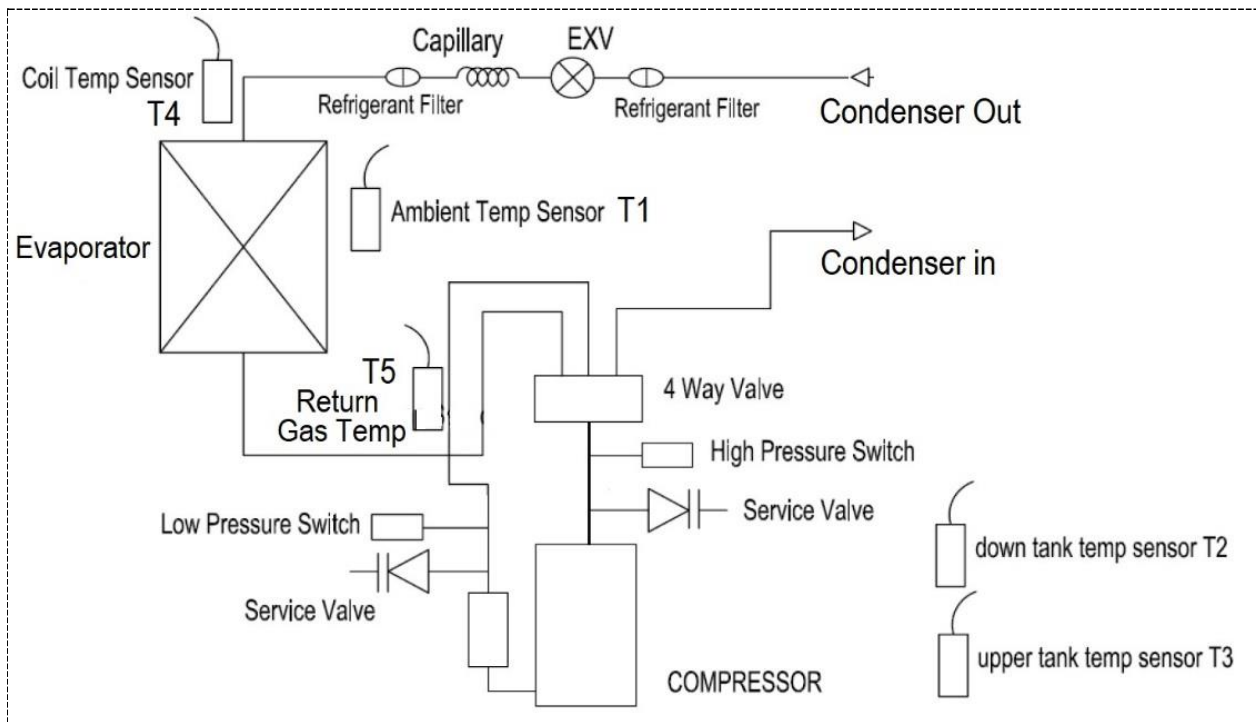 Capillary
EXV
Coil Temp Sensor
T4
Refrigerant Filter
Refrigerant Filter
Condenser Out
Ambient Temp Sensor T1
Evaporator
Condenser in
T5
Return
Gas Temp
4 Way Valve
High Pressure Switch
Low Pressure Switch
Service Valve
down tank temp sensor T2
Service Valve
upper tank temp sensor T3
COMPRESSOR